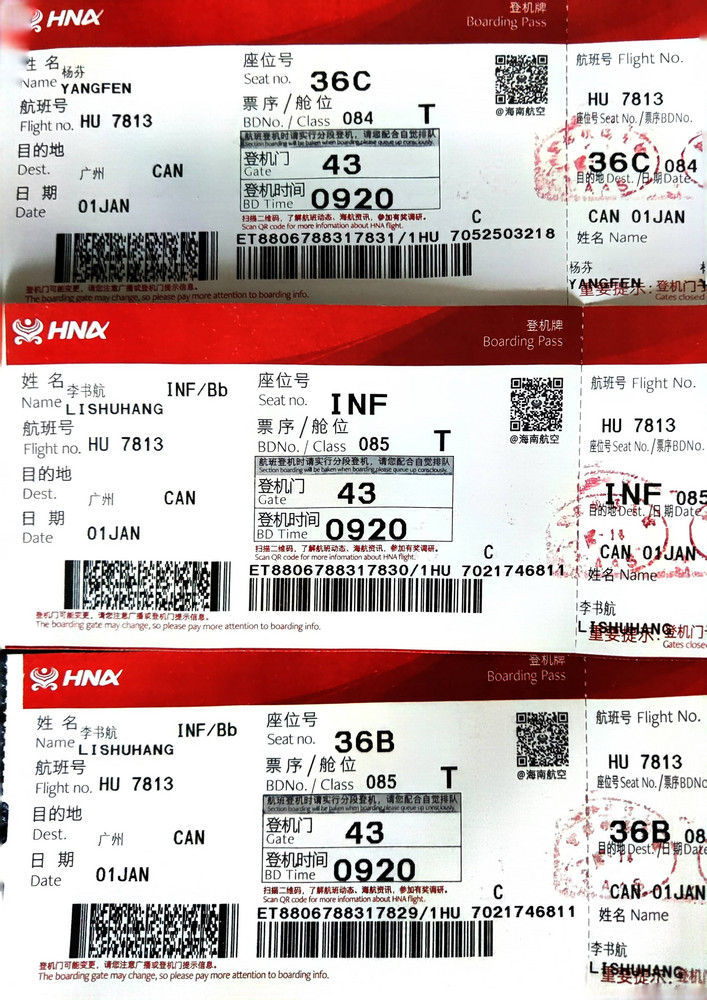 HNA
登机牌
Boarding Pass
姓 名 杨芬
Name YANGFEN
座位号
Seat no. 36C
@海南航空
航班号
Flight no. HU 7813
票序/舱位
BDNo. / Class 084 T
航班登机时请实行分段登机，请您配合自觉排队
Section boarding will be taken when boarding, please queue up consciously.
目的地
Dest. 广州 CAN
登机门
Gate 43
日 期
Date 01JAN
登机时间
BD Time 0920
扫描二维码，了解航班动态、海航资讯，参加有奖调研。
Scan QR code for more infomation about HNA flight.
C
ET8806788317831/1HU 7052503218
登机门可能变更，请您注意广播或登机门提示信息。
The boarding gate may change, so please pay more attention to boarding info.
航班号 Flight No.
HU 7813
座位号 Seat No./票序BDNo.
36C 084
目的地 Dest. /日期Date
CAN 01JAN
姓名 Name
杨芬
YANGFEN
重要提示：登机门
Gates closed
HNA
登机牌
Boarding Pass
姓 名 李书航 INF/Bb
Name LISHUHANG
座位号
Seat no. INF
@海南航空
航班号
Flight no. HU 7813
票序/舱位
BDNo. / Class 085 T
航班登机时请实行分段登机，请您配合自觉排队
Section boarding will be taken when boarding, please queue up consciously.
目的地
Dest. 广州 CAN
登机门
Gate 43
日 期
Date 01JAN
登机时间
BD Time 0920
扫描二维码，了解航班动态、海航资讯，参加有奖调研。
Scan QR code for more infomation about HNA flight.
C
ET8806788317830/1HU 7021746811
登机门可能变更，请您注意广播或登机门提示信息。
The boarding gate may change, so please pay more attention to boarding info.
航班号 Flight No.
HU 7813
座位号 Seat No./票序BDNo.
INF 085
目的地 Dest. /日期Date
CAN 01JAN
姓名 Name
李书航
LISHUHANG
重要提示：登机门
Gates closed
HNA
登机牌
Boarding Pass
姓 名 李书航 INF/Bb
Name LISHUHANG
座位号
Seat no. 36B
@海南航空
航班号
Flight no. HU 7813
票序/舱位
BDNo. / Class 085 T
航班登机时请实行分段登机，请您配合自觉排队
Section boarding will be taken when boarding, please queue up consciously.
目的地
Dest. 广州 CAN
登机门
Gate 43
日 期
Date 01JAN
登机时间
BD Time 0920
扫描二维码，了解航班动态、海航资讯，参加有奖调研。
Scan QR code for more infomation about HNA flight.
C
ET8806788317829/1HU 7021746811
登机门可能变更，请您注意广播或登机门提示信息。
The boarding gate may change, so please pay more attention to boarding info.
航班号 Flight No.
HU 7813
座位号 Seat No./票序BDNo.
36B 08
目的地 Dest. /日期Date
CAN 01JAN
姓名 Name
李书航
LISHUHANG
重要提示：登机